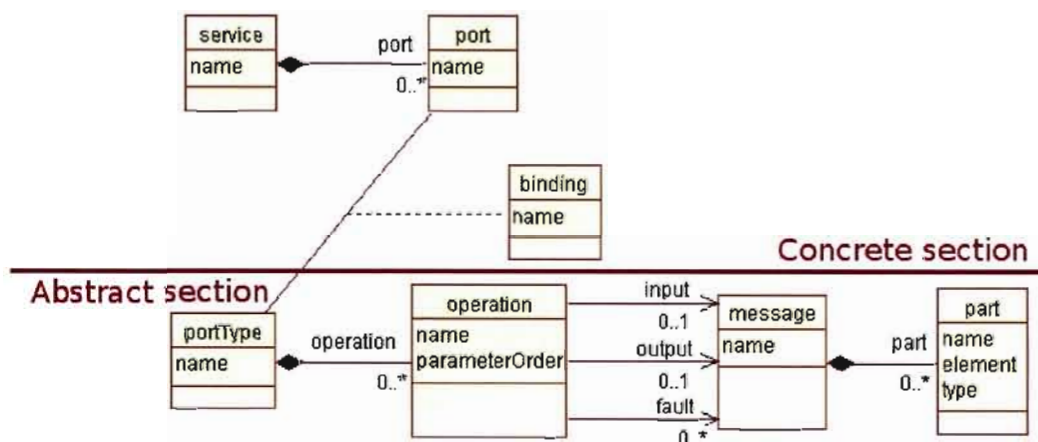 service
name
port
0..*
port
name
binding
name
Concrete section
Abstract section
portType
name
operation
0..*
operation
name
parameterOrder
input
0..1
output
0..1
fault
0..*
message
name
part
0..*
part
name
element
type